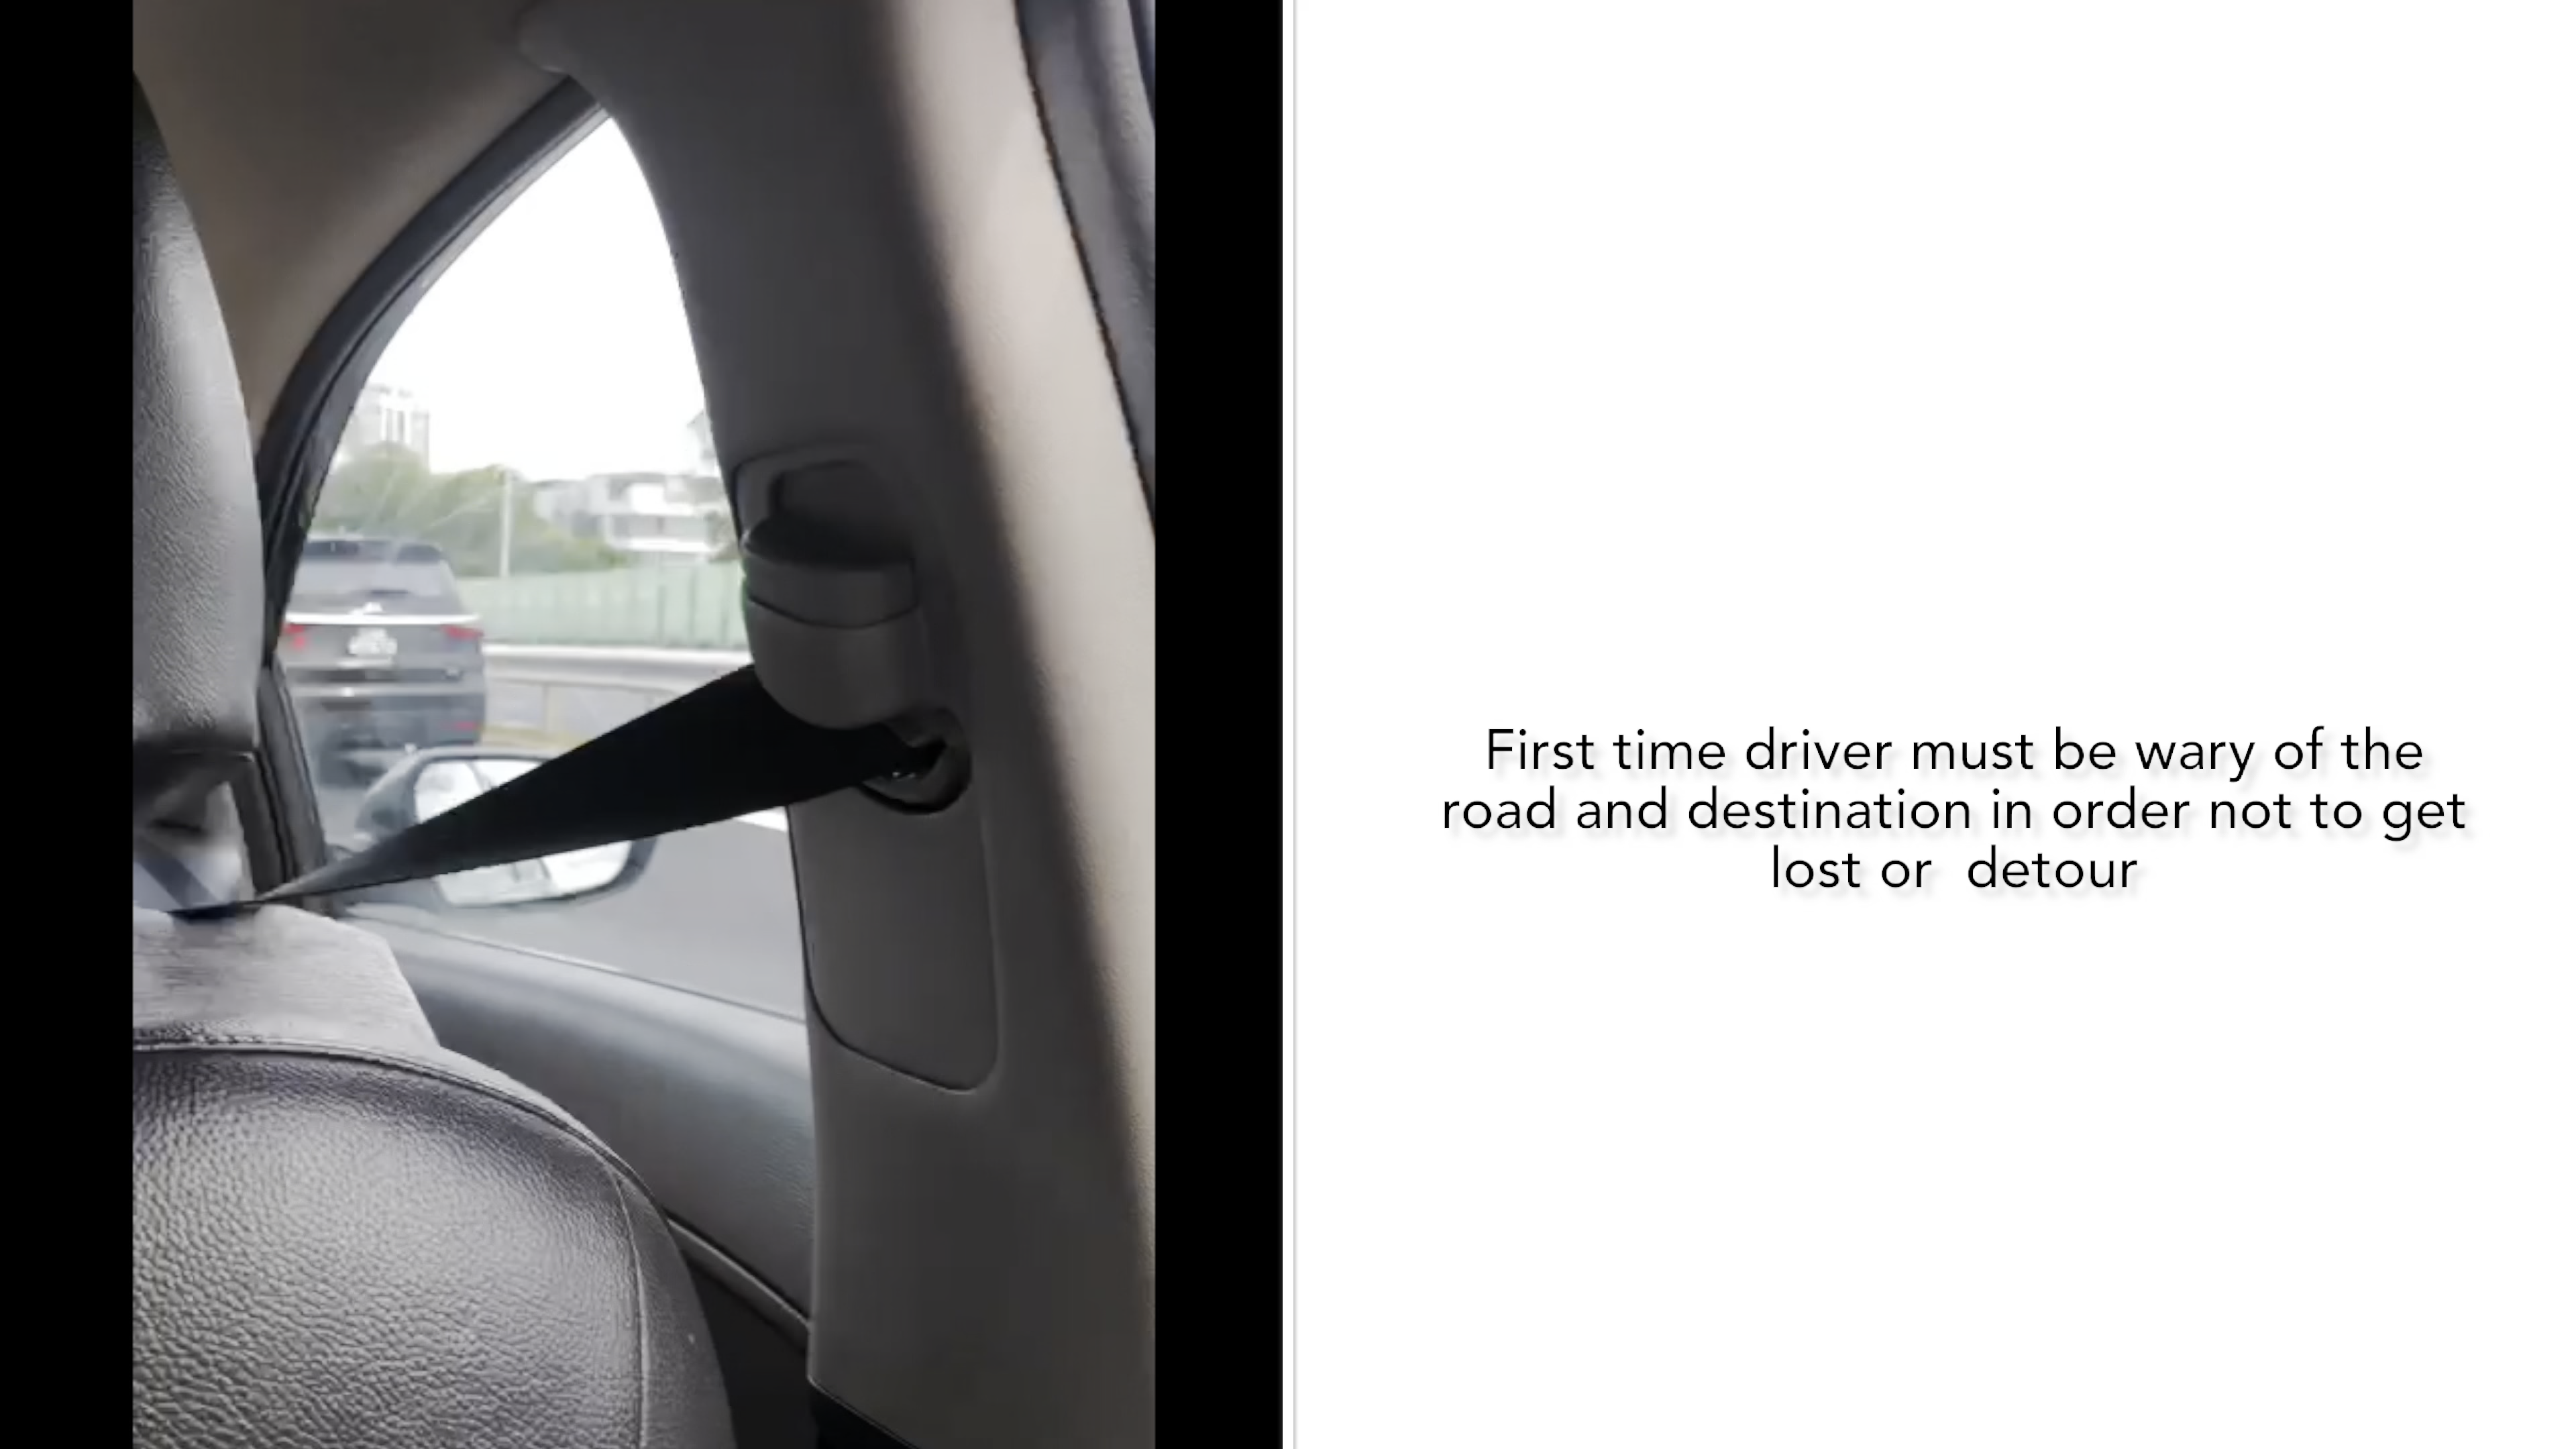 First time driver must be wary of the
road and destination in order not to get
lost or  detour